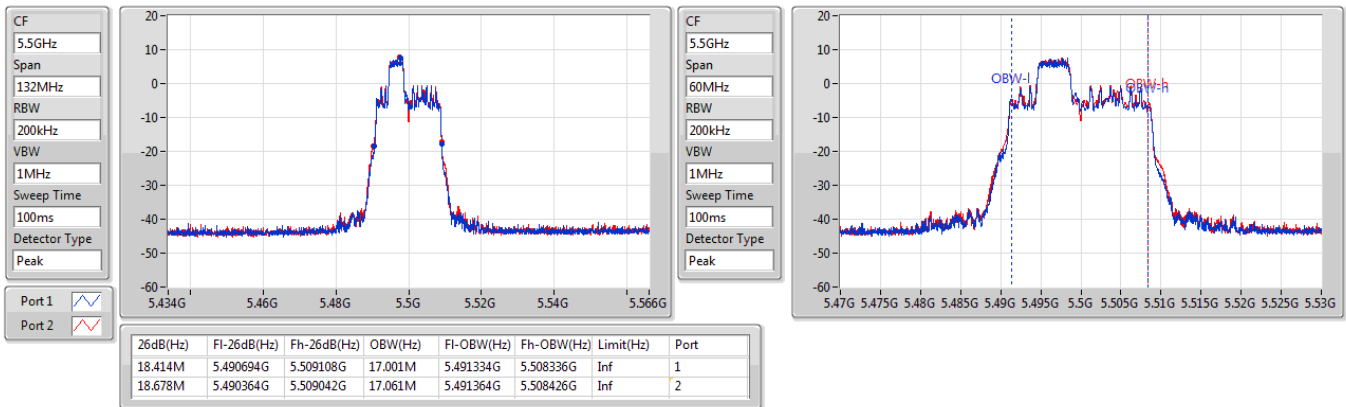 CF
5.5GHz
Span
132MHz
RBW
200kHz
VBW
1MHz
Sweep Time
100ms
Detector Type
Peak
Port 1
Port 2
20
10
0
-10
-20
-30
-40
-50
-60
5.434G 5.46G 5.48G 5.5G 5.52G 5.54G 5.566G
CF
5.5GHz
Span
60MHz
RBW
200kHz
VBW
1MHz
Sweep Time
100ms
Detector Type
Peak
20
10
0
-10
-20
-30
-40
-50
-60
OBW-l
OBW-h
OBW-h
5.47G 5.475G 5.48G 5.485G 5.49G 5.495G 5.5G 5.505G 5.51G 5.515G 5.52G 5.525G 5.53G
26dB(Hz) Fl-26dB(Hz) Fh-26dB(Hz) OBW(Hz) Fl-OBW(Hz) Fh-OBW(Hz) Limit(Hz) Port
18.414M 5.490694G 5.509108G 17.001M 5.491334G 5.508336G Inf 1
18.678M 5.490364G 5.509042G 17.061M 5.491364G 5.508426G Inf 2